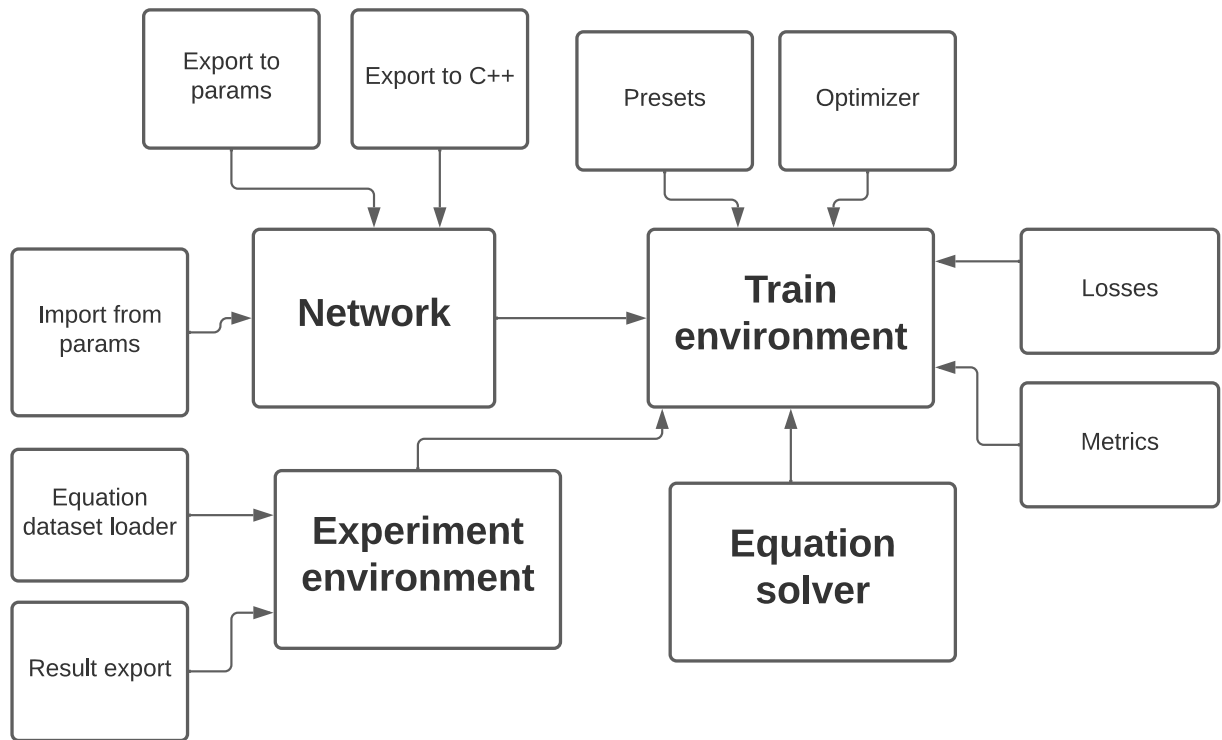 Export to
params
Export to C++
Presets
Optimizer
Import from
params
Network
Train
environment
Losses
Metrics
Equation
dataset loader
Experiment
environment
Equation
solver
Result export